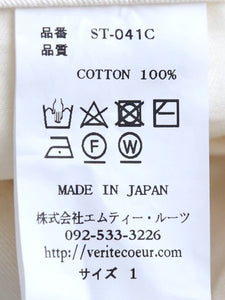 品番 ST-041C
品質
COTTON 100%
F W
MADE IN JAPAN
株式会社エムティー・ルーツ
092-533-3226
http://veritecoeur.com/
サイズ 1